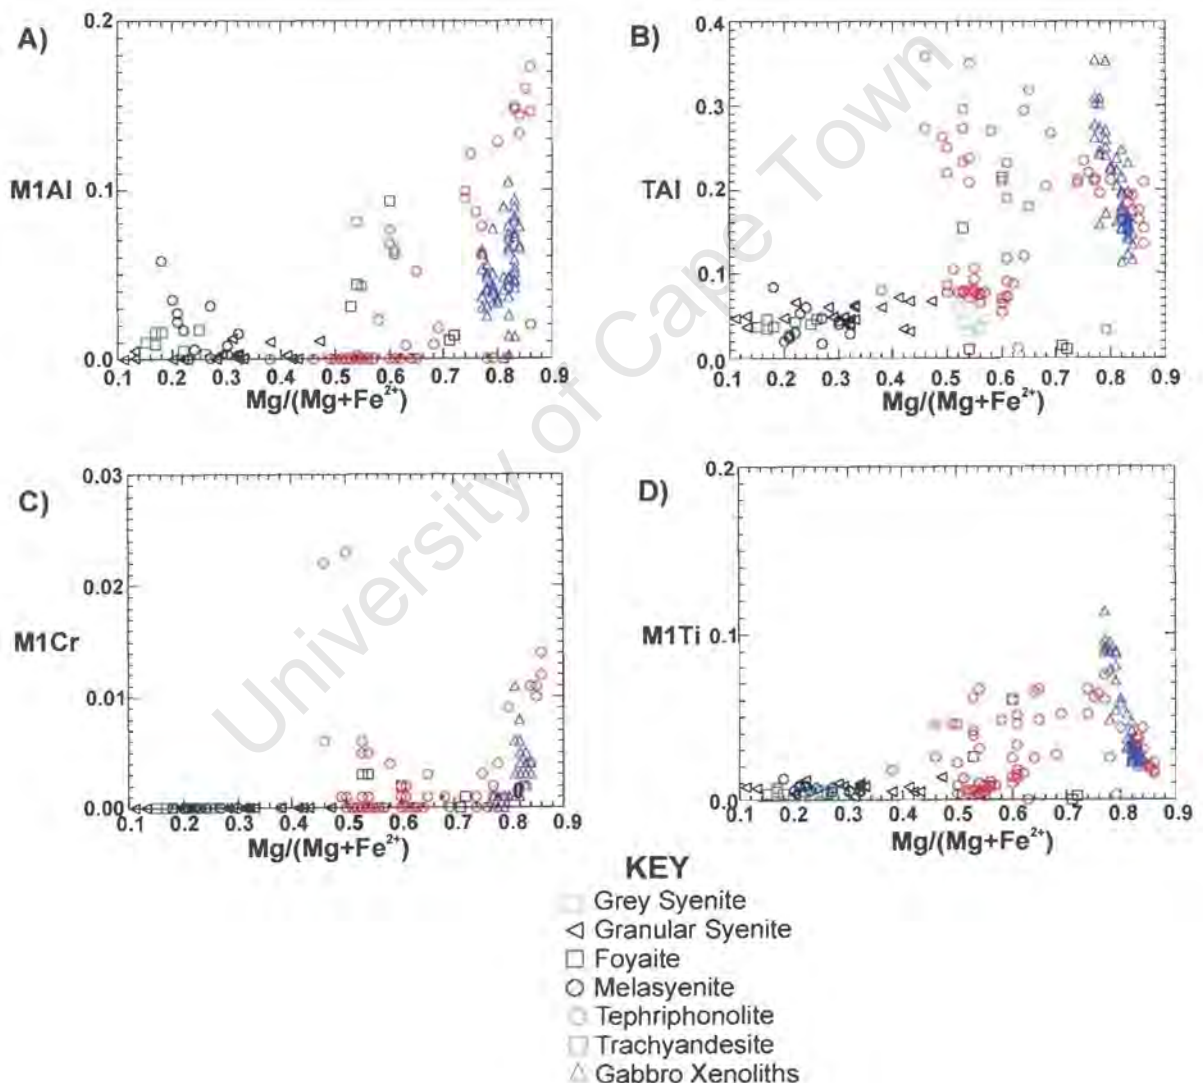 A)
0.2
M1Al
0.1
0.0
0.1 0.2 0.3 0.4 0.5 0.6 0.7 0.8 0.9
Mg/(Mg+Fe²⁺)
B)
0.4
0.3
TAl
0.2
0.1
0.0
0.1 0.2 0.3 0.4 0.5 0.6 0.7 0.8 0.9
Mg/(Mg+Fe²⁺)
C)
0.03
0.02
M1Cr
0.01
0.00
0.1 0.2 0.3 0.4 0.5 0.6 0.7 0.8 0.9
Mg/(Mg+Fe²⁺)
D)
0.2
M1Ti
0.1
0.0
0.1 0.2 0.3 0.4 0.5 0.6 0.7 0.8 0.9
Mg/(Mg+Fe²⁺)
University of Cape Town
KEY
Grey Syenite
Granular Syenite
Foyaite
Melasyenite
Tephriphonolite
Trachyandesite
Gabbro Xenoliths